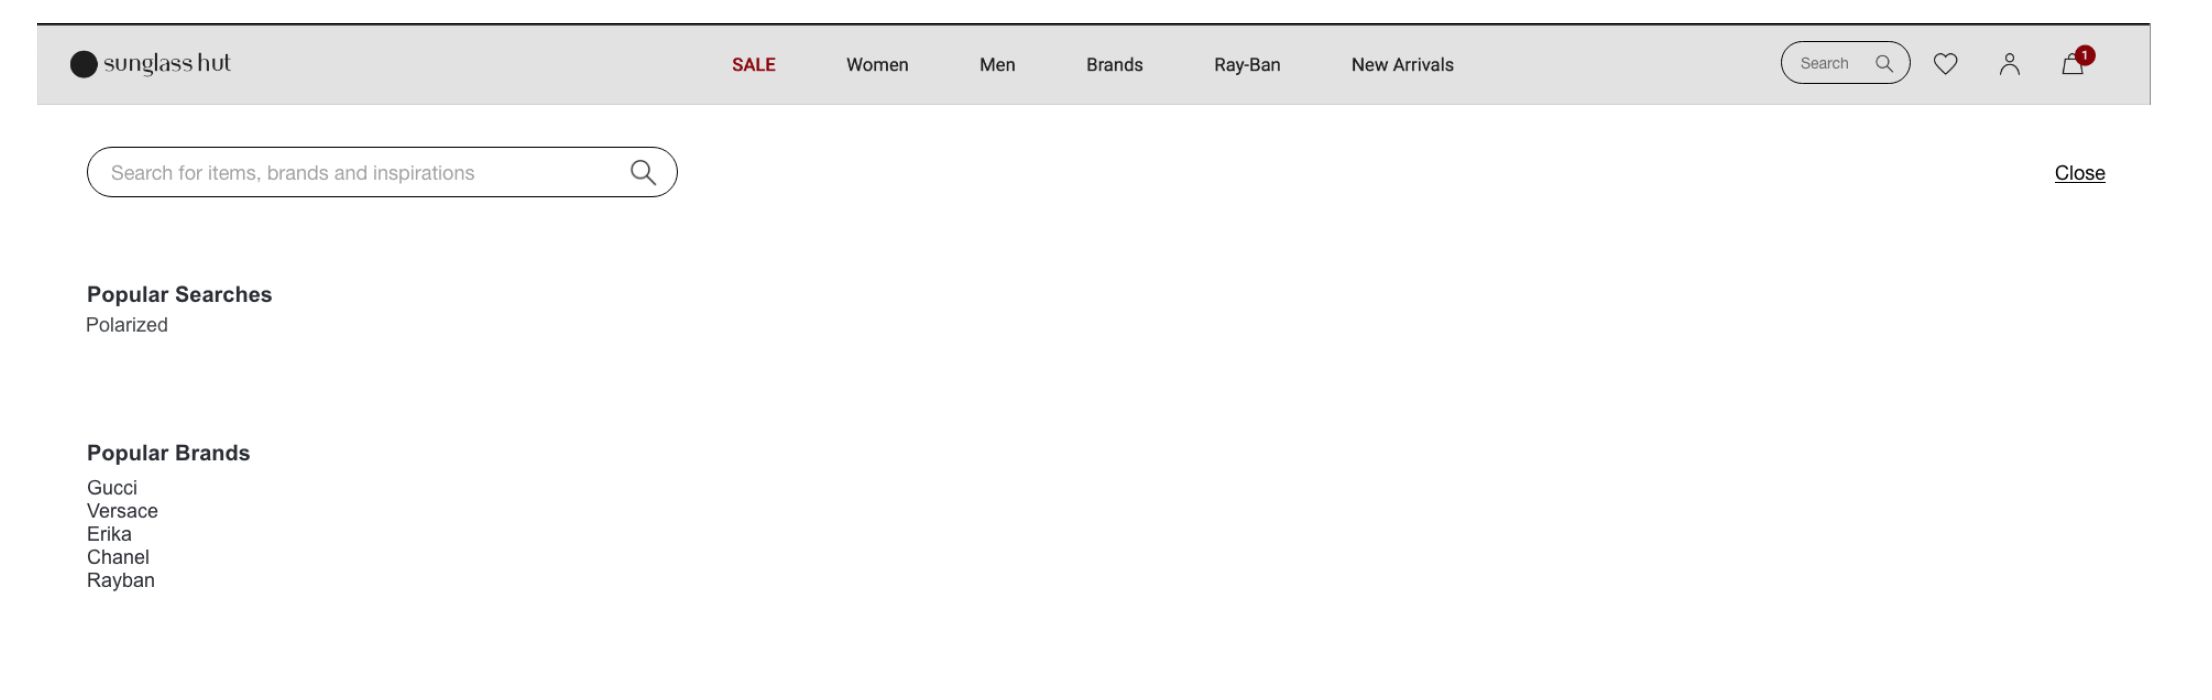 sunglass hut
SALE Women Men Brands Ray-Ban New Arrivals
Search
1
Search for items, brands and inspirations
Close
Popular Searches
Polarized
Popular Brands
Gucci
Versace
Erika
Chanel
Rayban